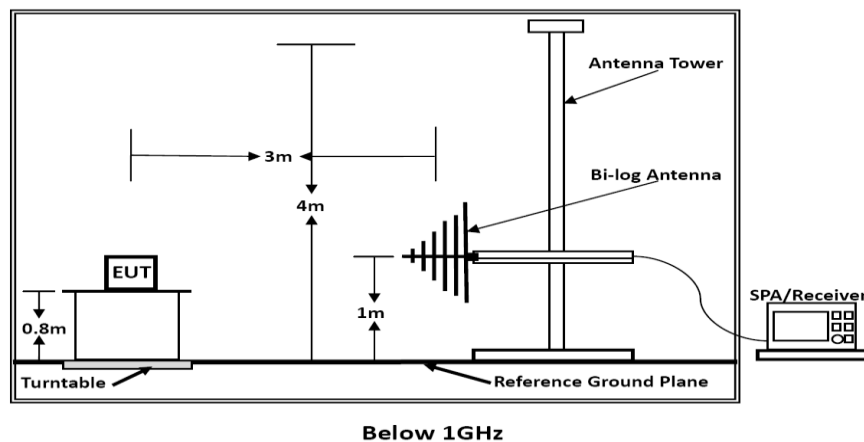 Antenna Tower
3m
Bi-log Antenna
4m
EUT
SPA/Receiver
0.8m
1m
Turntable
Reference Ground Plane
Below 1GHz